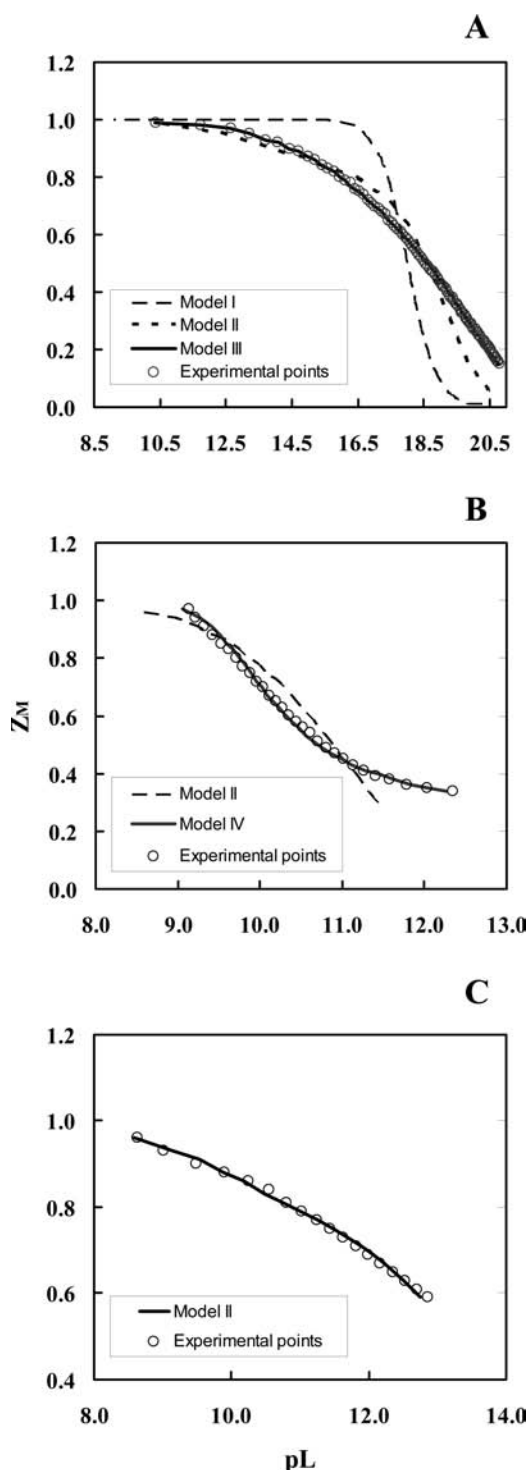 A
1.2
1.0
0.8
0.6
0.4
0.2
0.0
Model I
Model II
Model III
Experimental points
8.5 10.5 12.5 14.5 16.5 18.5 20.5
B
1.2
1.0
0.8
0.6
0.4
0.2
0.0
ZM
Model II
Model IV
Experimental points
8.0 9.0 10.0 11.0 12.0 13.0
C
1.2
1.0
0.8
0.6
0.4
Model II
Experimental points
8.0 10.0 12.0 14.0
pL